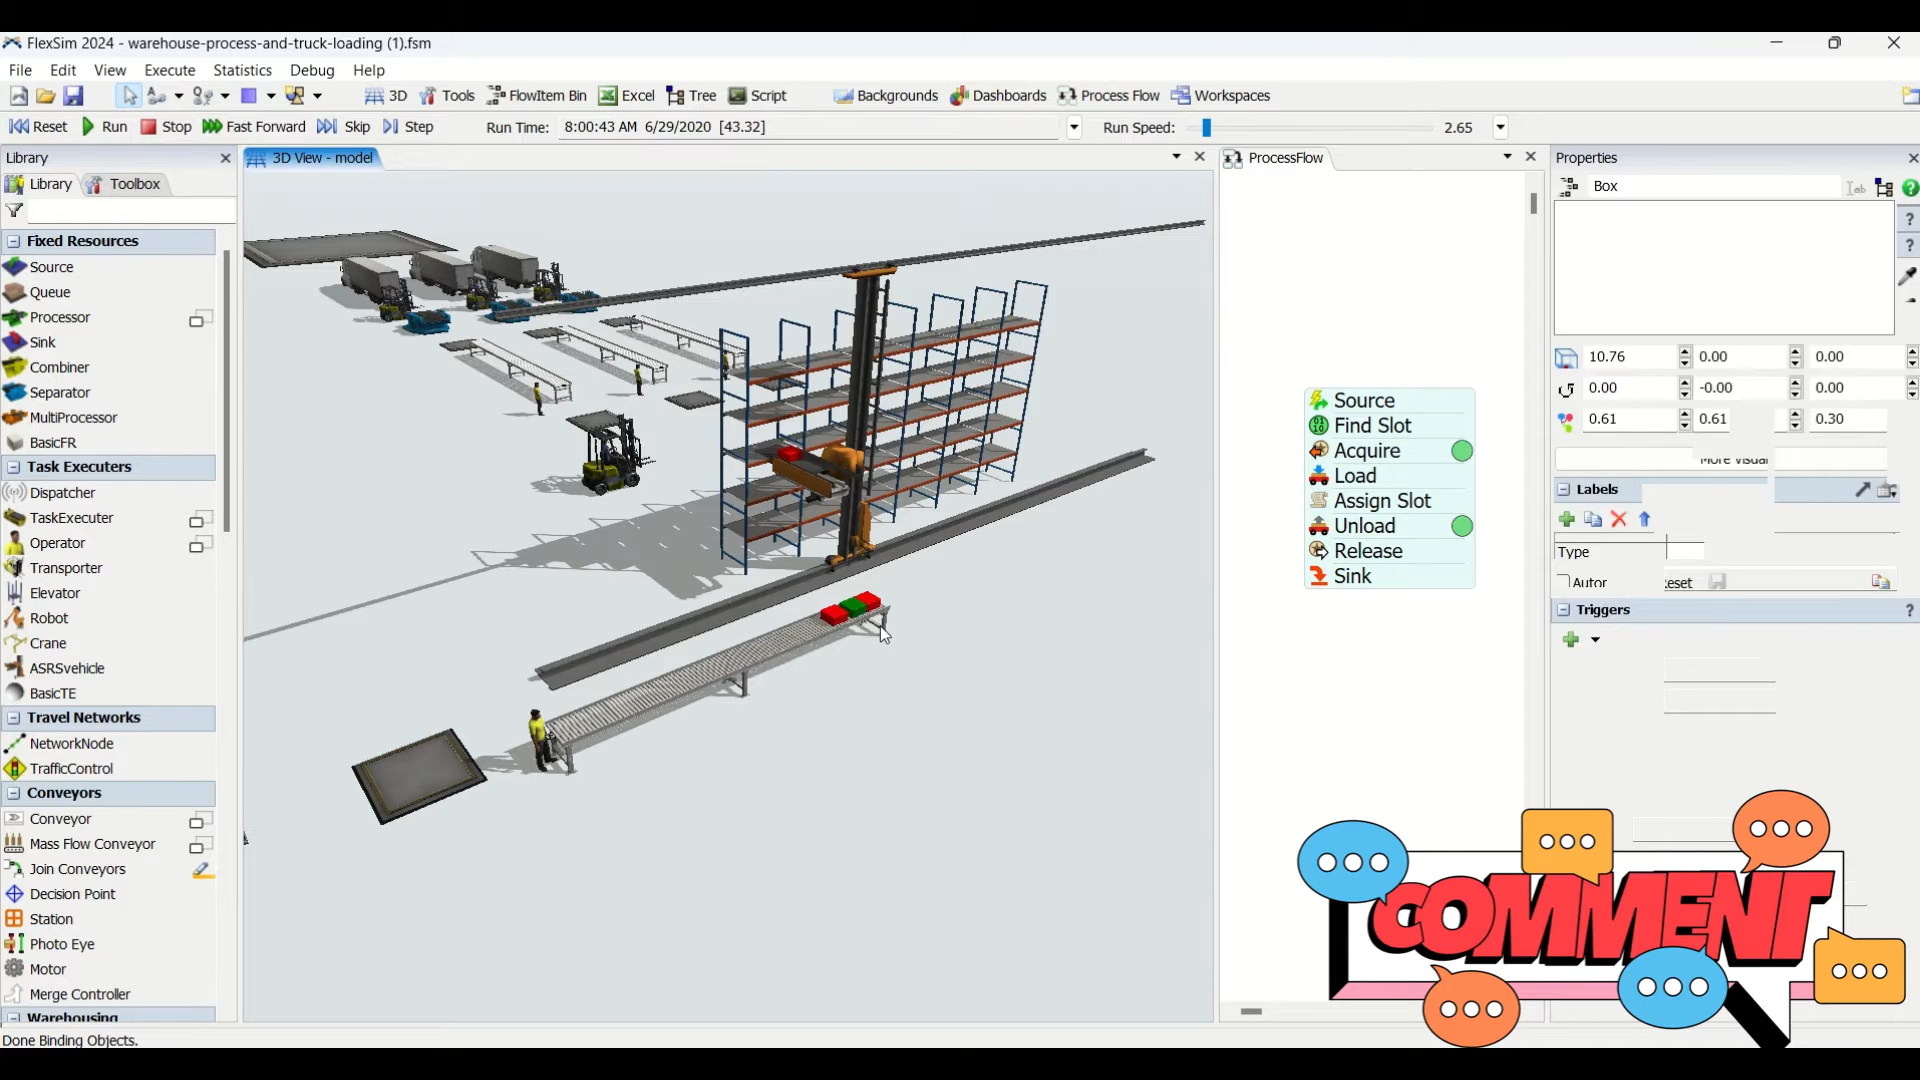 FlexSim 2024 - warehouse-process-and-truck-loading (1).fsm
File Edit View Execute Statistics Debug Help
3D Tools FlowItem Bin Excel Tree Script Backgrounds Dashboards Process Flow Workspaces
Reset Run Stop Fast Forward Skip Step Run Time: 8:00:43 AM 6/29/2020 [43.32] Run Speed: 2.65
Library
Library Toolbox
Fixed Resources
Source
Queue
Processor
Sink
Combiner
Separator
MultiProcessor
BasicFR
Task Executers
Dispatcher
TaskExecuter
Operator
Transporter
Elevator
Robot
Crane
ASRSvehicle
BasicTE
Travel Networks
NetworkNode
TrafficControl
Conveyors
Conveyor
Mass Flow Conveyor
Join Conveyors
Decision Point
Station
Photo Eye
Motor
Merge Controller
Warehousing
Done Binding Objects.
3D View - model
ProcessFlow
Source
Find Slot
Acquire
Load
Assign Slot
Unload
Release
Sink
Properties
Box
10.76 0.00 0.00
0.00 -0.00 0.00
0.61 0.61 0.30
More Visual
Labels
Type
Autor eset
Triggers
COMMENT